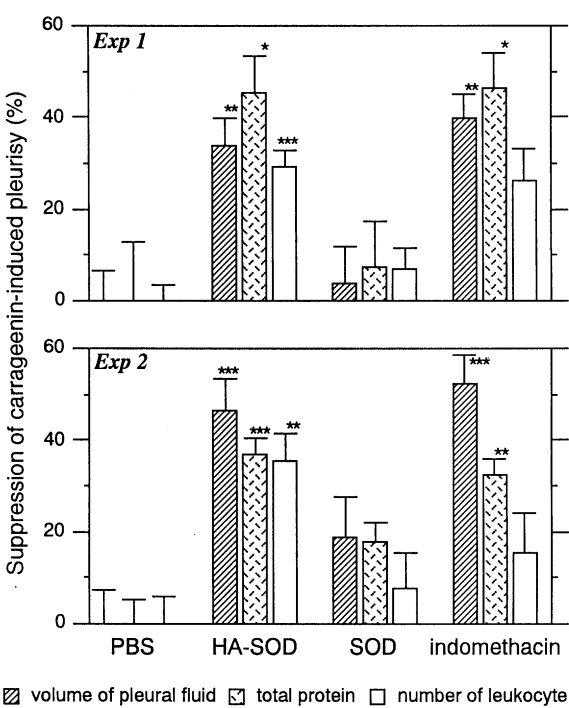 Suppression of carrageenin-induced pleurisy (%)
Exp 1
60
40
20
0
** * ***
** *
Exp 2
60
40
20
0
*** *** **
*** **
PBS HA-SOD SOD indomethacin
volume of pleural fluid total protein number of leukocyte